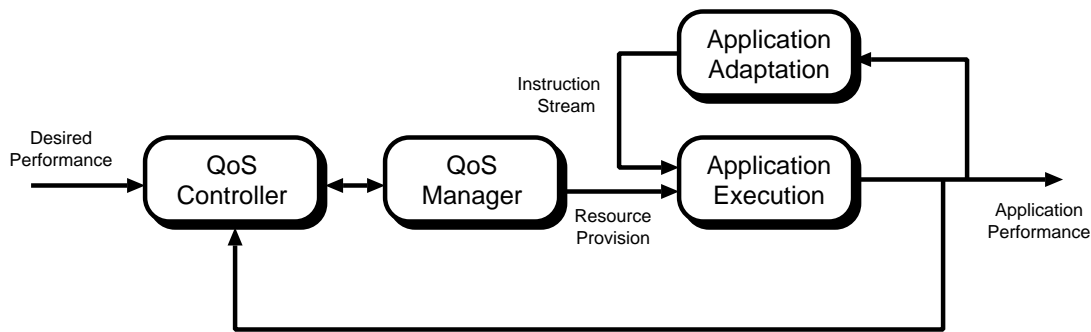 Application
Adaptation
Instruction
Stream
Desired
Performance
QoS
Controller
QoS
Manager
Application
Execution
Resource
Provision
Application
Performance